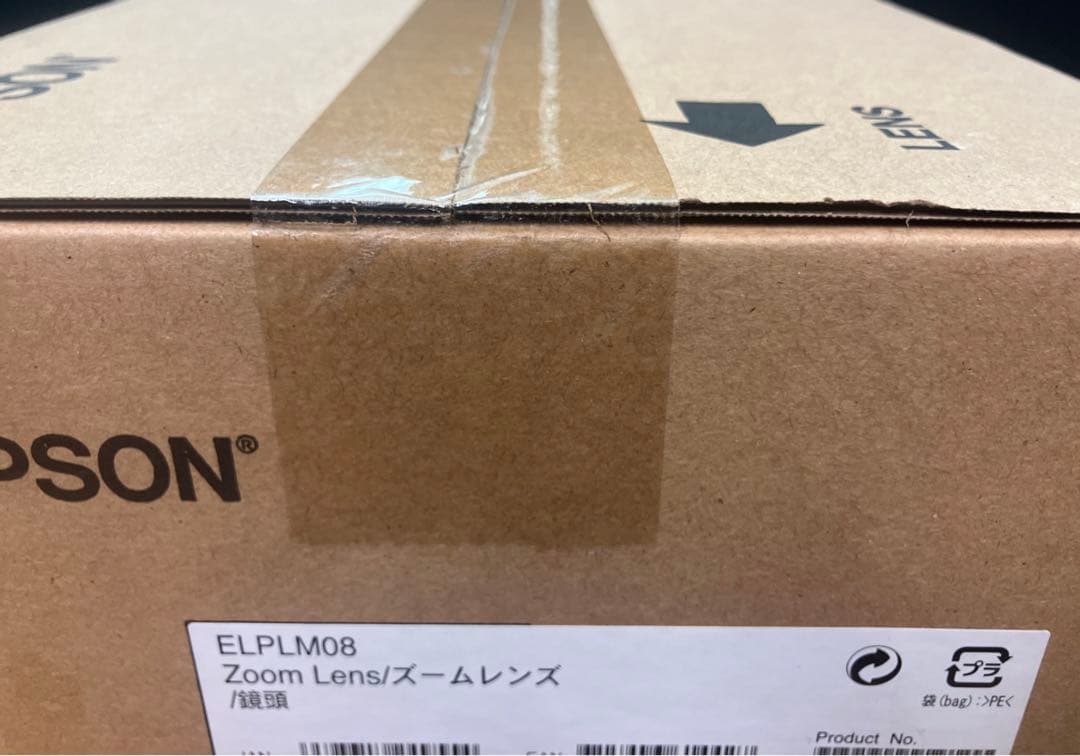 SON
LENS
PSON®
ELPLM08
Zoom Lens/ズームレンズ
/鏡頭
プラ
袋(bag):>PE<
Product No.